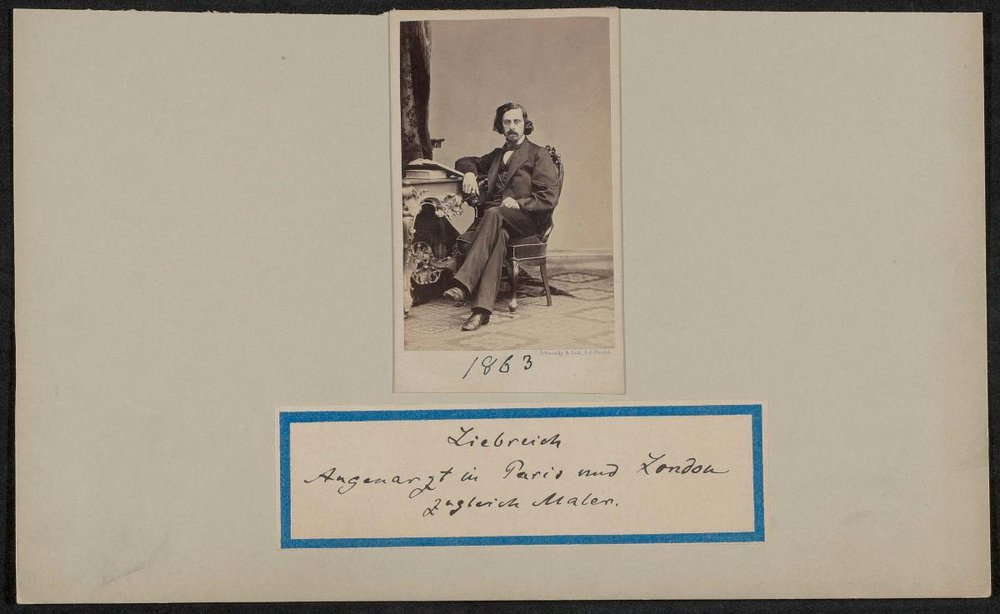 1863
Liebreich
Augenarzt in Paris und London
zugleich Maler.